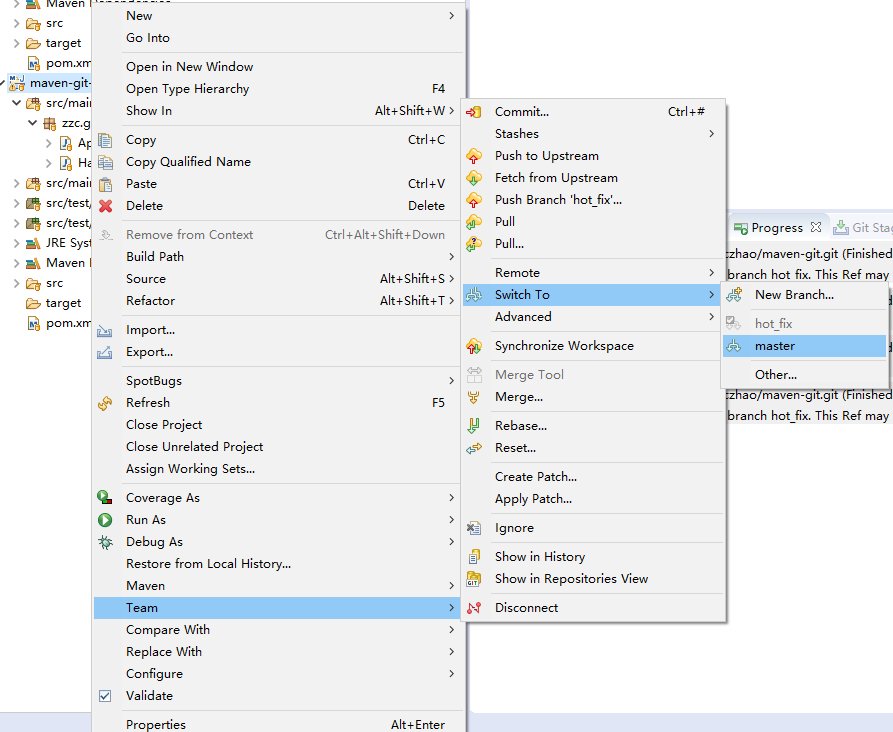 Maven Dependencies
src
target
pom.xm
maven-git-
src/mai
zzc.g
Ap
Ha
src/mai
src/test/
src/test/
JRE Syst
Maven
src
target
pom.xm
New
Go Into
Open in New Window
Open Type Hierarchy F4
Show In Alt+Shift+W
Copy Ctrl+C
Copy Qualified Name
Paste Ctrl+V
Delete Delete
Remove from Context Ctrl+Alt+Shift+Down
Build Path
Source Alt+Shift+S
Refactor Alt+Shift+T
Import...
Export...
SpotBugs
Refresh F5
Close Project
Close Unrelated Project
Assign Working Sets...
Coverage As
Run As
Debug As
Restore from Local History...
Maven
Team
Compare With
Replace With
Configure
Validate
Properties Alt+Enter
Commit... Ctrl+#
Stashes
Push to Upstream
Fetch from Upstream
Push Branch 'hot_fix'...
Pull
Pull...
Remote
Switch To
Advanced
Synchronize Workspace
Merge Tool
Merge...
Rebase...
Reset...
Create Patch...
Apply Patch...
Ignore
Show in History
Show in Repositories View
Disconnect
Progress Git Sta
czhao/maven-git.git (Finished
branch hot_fix. This Ref may
New Branch...
hot_fix
master
Other...
czhao/maven-git.git (Finished
branch hot_fix. This Ref may